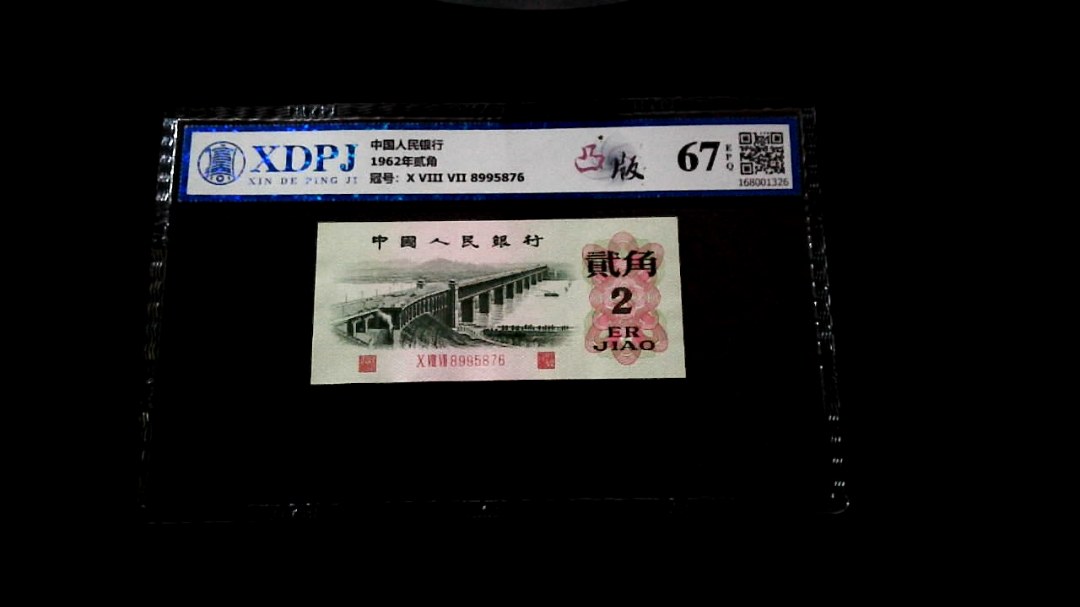 XDPJ
XIN DE PING JI
中国人民银行
1962年贰角
冠号: X VIII VII 8995876
凸版
67
EPQ
168001326
中國人民銀行
貳角
2
ER
JIAO
X VIII VII 8995876